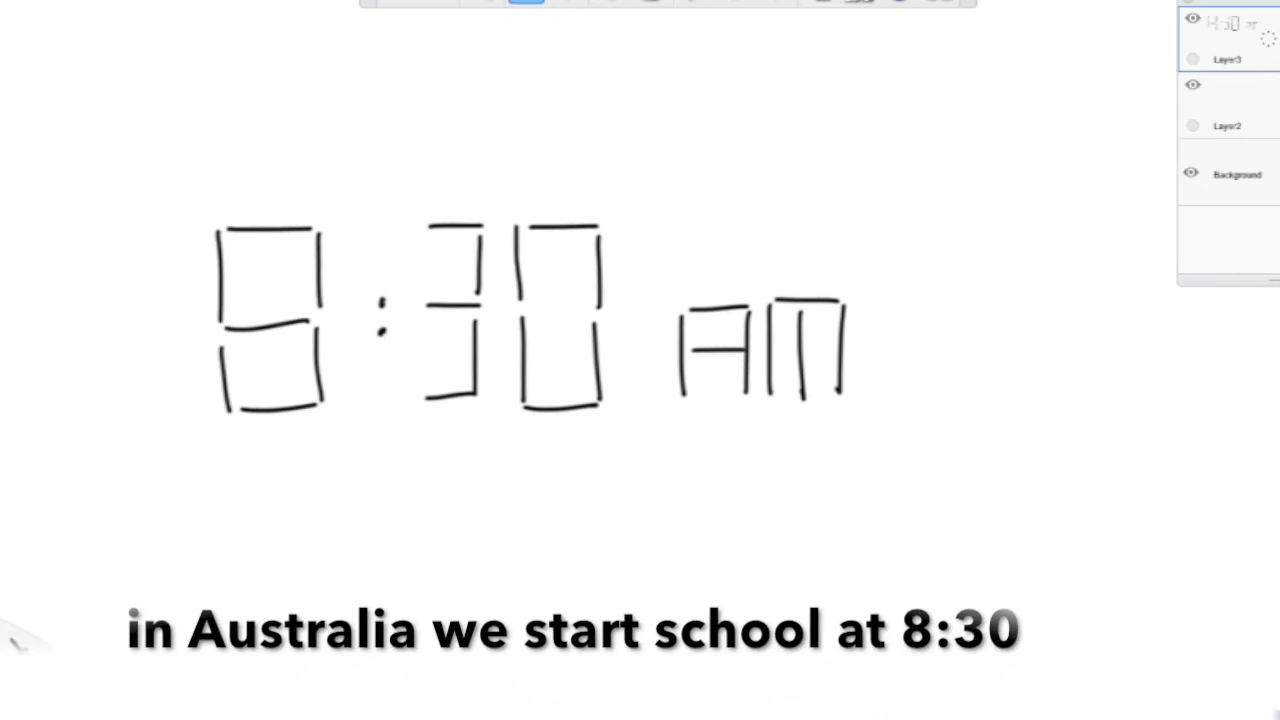 Layer3
Layer2
Background
8:30 AM
in Australia we start school at 8:30